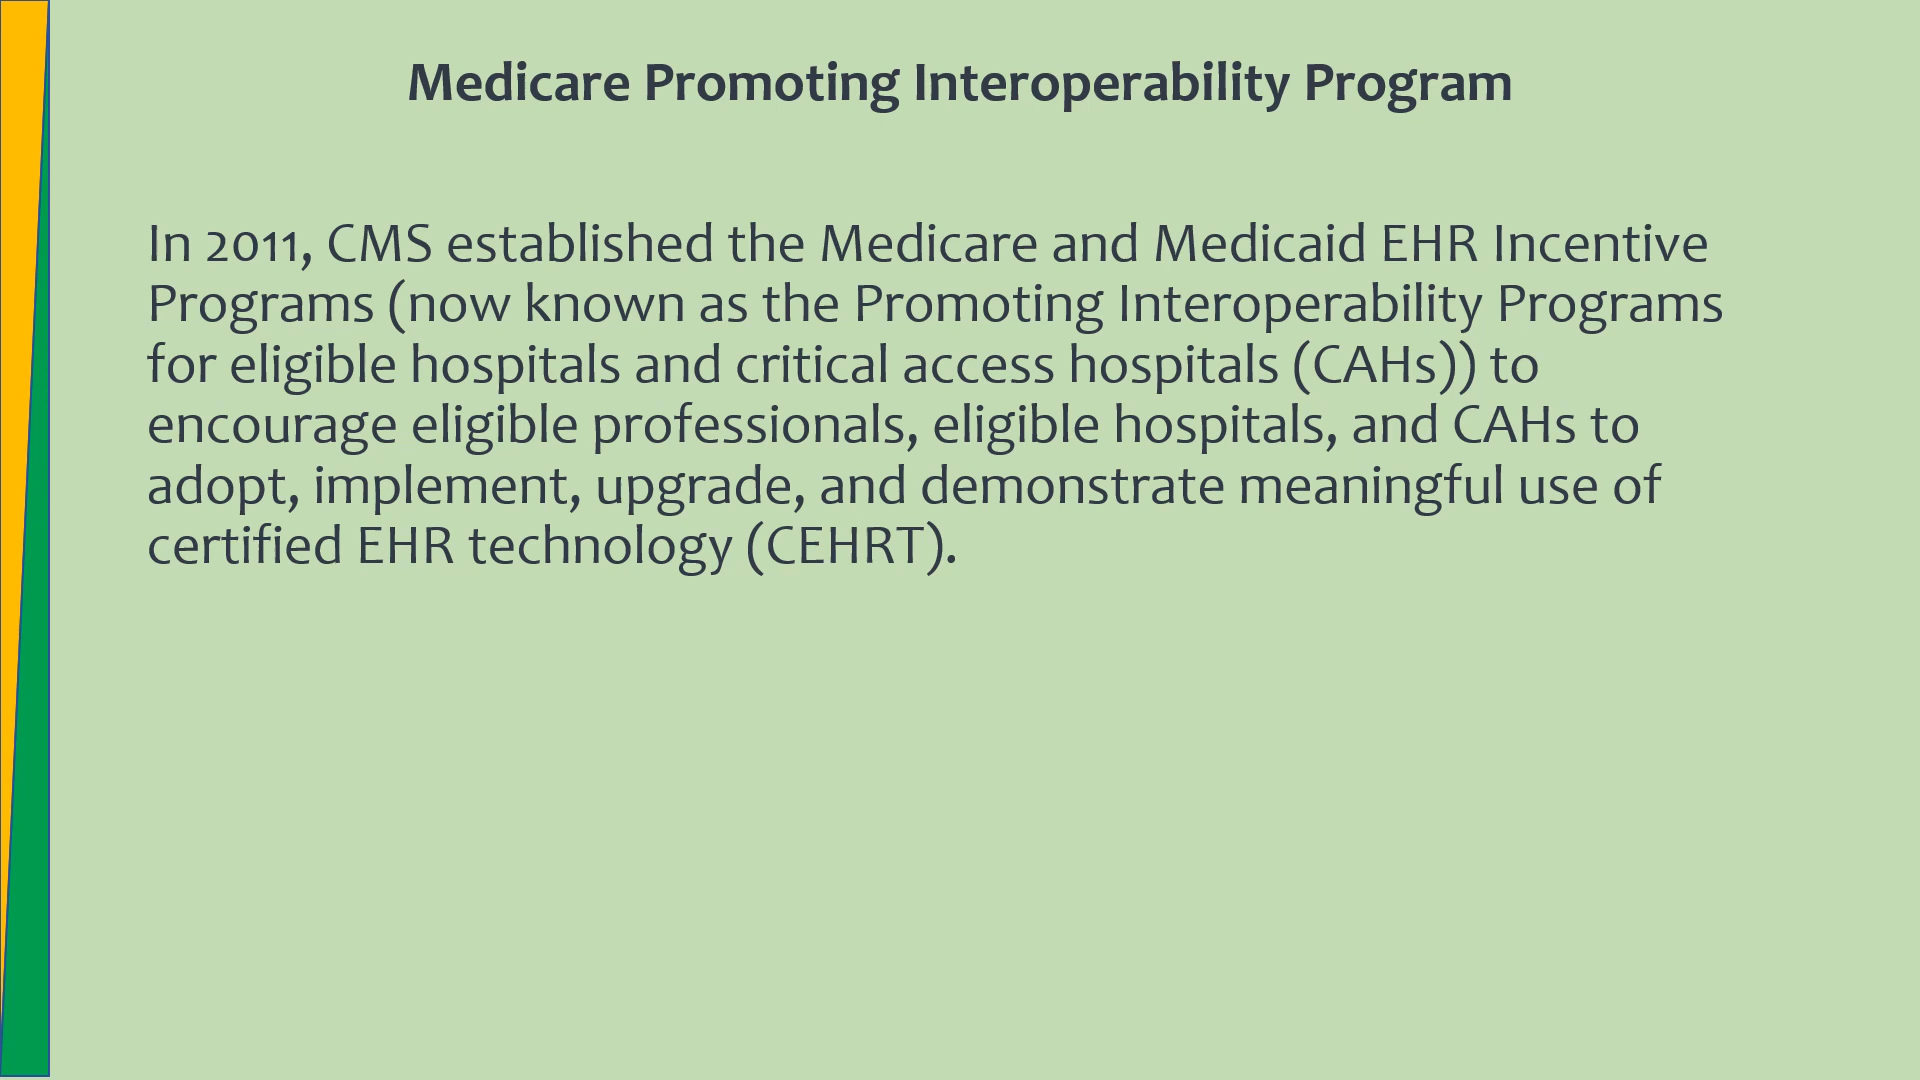 Medicare Promoting Interoperability Program
In 2011, CMS established the Medicare and Medicaid EHR Incentive
Programs (now known as the Promoting Interoperability Programs
for eligible hospitals and critical access hospitals (CAHs)) to
encourage eligible professionals, eligible hospitals, and CAHs to
adopt, implement, upgrade, and demonstrate meaningful use of
certified EHR technology (CEHRT).